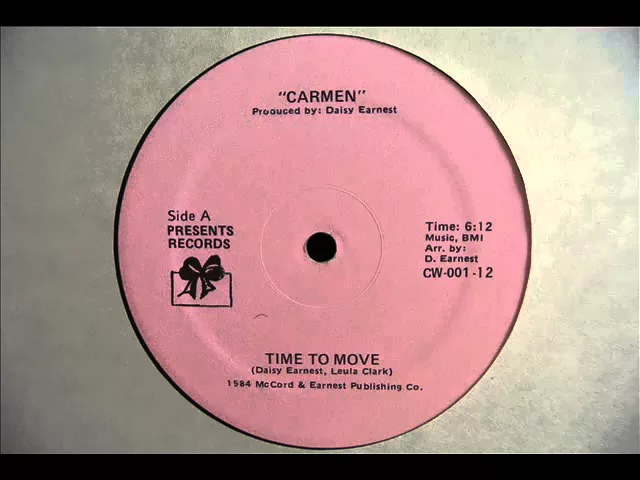 "CARMEN"
Produced by: Daisy Earnest
Side A
PRESENTS
RECORDS
Time: 6:12
Music, BMI
Arr. by:
D. Earnest
CW-001-12
TIME TO MOVE
(Daisy Earnest, Leula Clark)
1984 McCord & Earnest Publishing Co.